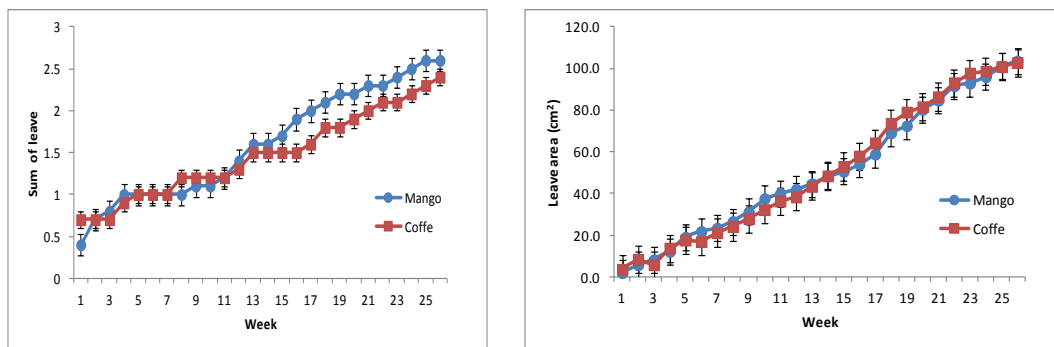 Sum of leave
3
2.5
2
1.5
1
0.5
0
Mango
Coffe
1 3 5 7 9 11 13 15 17 19 21 23 25
Week
Leave area (cm²)
120.0
100.0
80.0
60.0
40.0
20.0
0.0
Mango
Coffe
1 3 5 7 9 11 13 15 17 19 21 23 25
Week